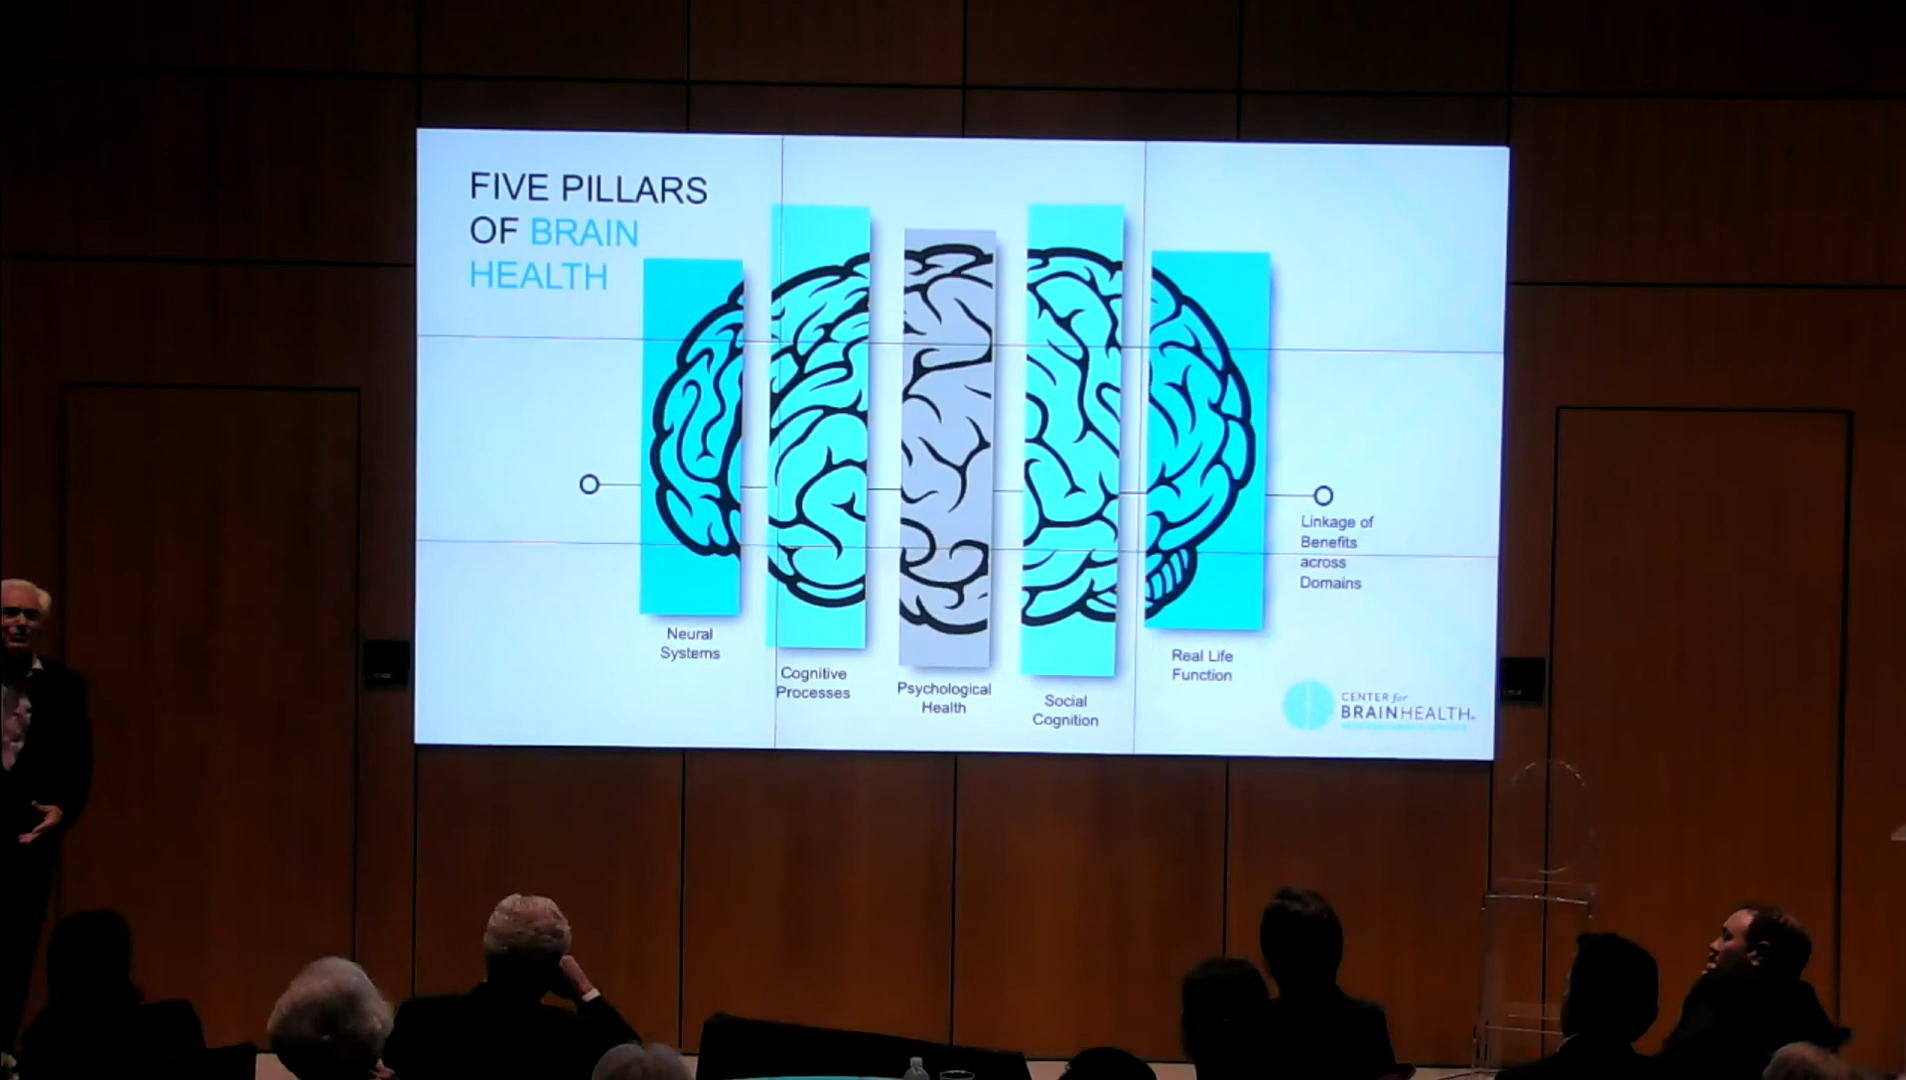 FIVE PILLARS
OF BRAIN
HEALTH
Neural
Systems
Cognitive
Processes
Psychological
Health
Social
Cognition
Real Life
Function
Linkage of
Benefits
across
Domains
CENTER for
BRAINHEALTH®